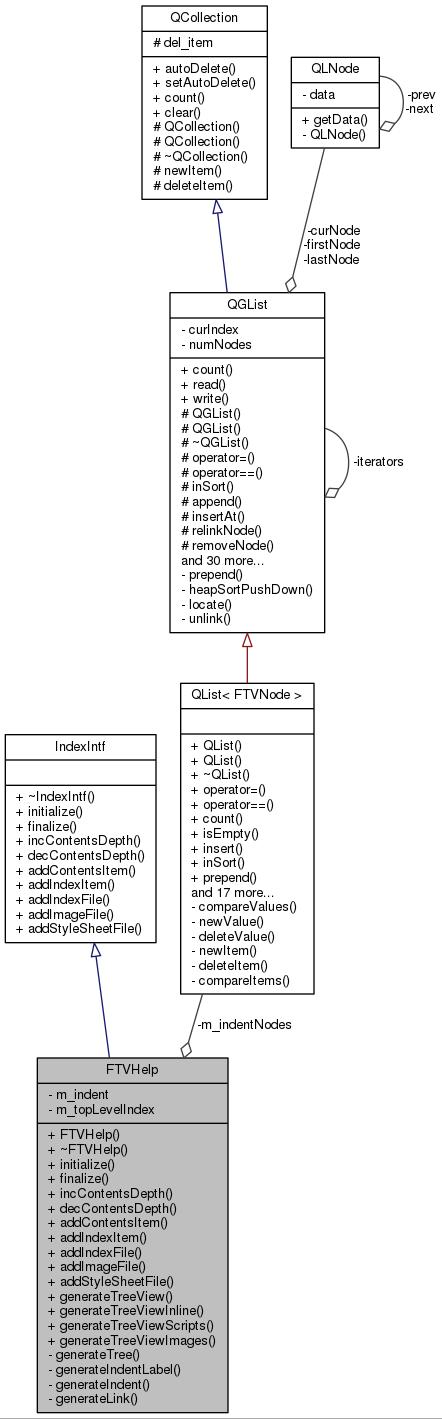 QCollection
# del_item
+ autoDelete()
+ setAutoDelete()
+ count()
+ clear()
# QCollection()
# QCollection()
# ~QCollection()
# newItem()
# deleteItem()
QLNode
- data
+ getData()
- QLNode()
-prev
-next
-curNode
-firstNode
-lastNode
QGList
- curIndex
- numNodes
+ count()
+ read()
+ write()
# QGList()
# QGList()
# ~QGList()
# operator=()
# operator==()
# inSort()
# append()
# insertAt()
# relinkNode()
# removeNode()
and 30 more...
- prepend()
- heapSortPushDown()
- locate()
- unlink()
-iterators
QList< FTVNode >
+ QList()
+ QList()
+ ~QList()
+ operator=()
+ operator==()
+ count()
+ isEmpty()
+ insert()
+ inSort()
+ prepend()
and 17 more...
- compareValues()
- newValue()
- deleteValue()
- newItem()
- deleteItem()
- compareItems()
IndexIntf
+ ~IndexIntf()
+ initialize()
+ finalize()
+ incContentsDepth()
+ decContentsDepth()
+ addContentsItem()
+ addIndexItem()
+ addIndexFile()
+ addImageFile()
+ addStyleSheetFile()
-m_indentNodes
FTVHelp
- m_indent
- m_topLevelIndex
+ FTVHelp()
+ ~FTVHelp()
+ initialize()
+ finalize()
+ incContentsDepth()
+ decContentsDepth()
+ addContentsItem()
+ addIndexItem()
+ addIndexFile()
+ addImageFile()
+ addStyleSheetFile()
+ generateTreeView()
+ generateTreeViewInline()
+ generateTreeViewScripts()
+ generateTreeViewImages()
- generateTree()
- generateIndentLabel()
- generateIndent()
- generateLink()